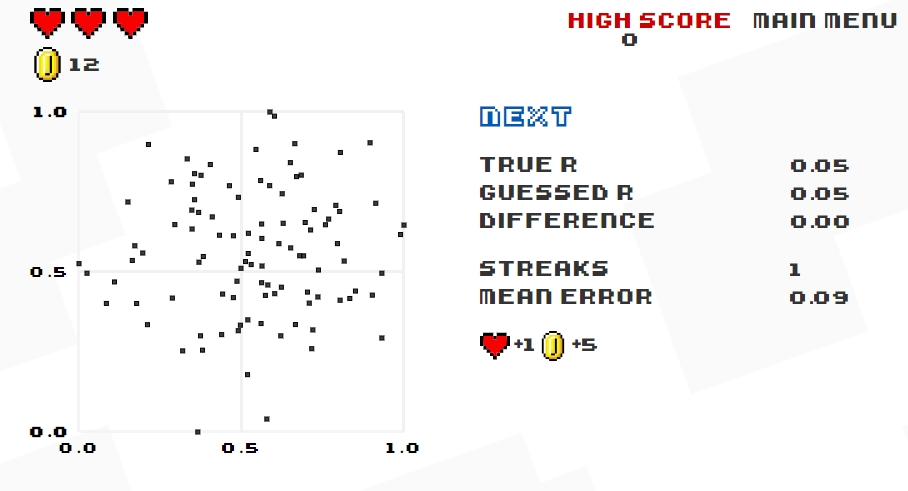 HIGH SCORE MAIN MENU
0
12
1.0
0.5
0.0
0.0 0.5 1.0
NEXT
TRUE R 0.05
GUESSED R 0.05
DIFFERENCE 0.00
STREAKS 1
MEAN ERROR 0.09
+1 +5